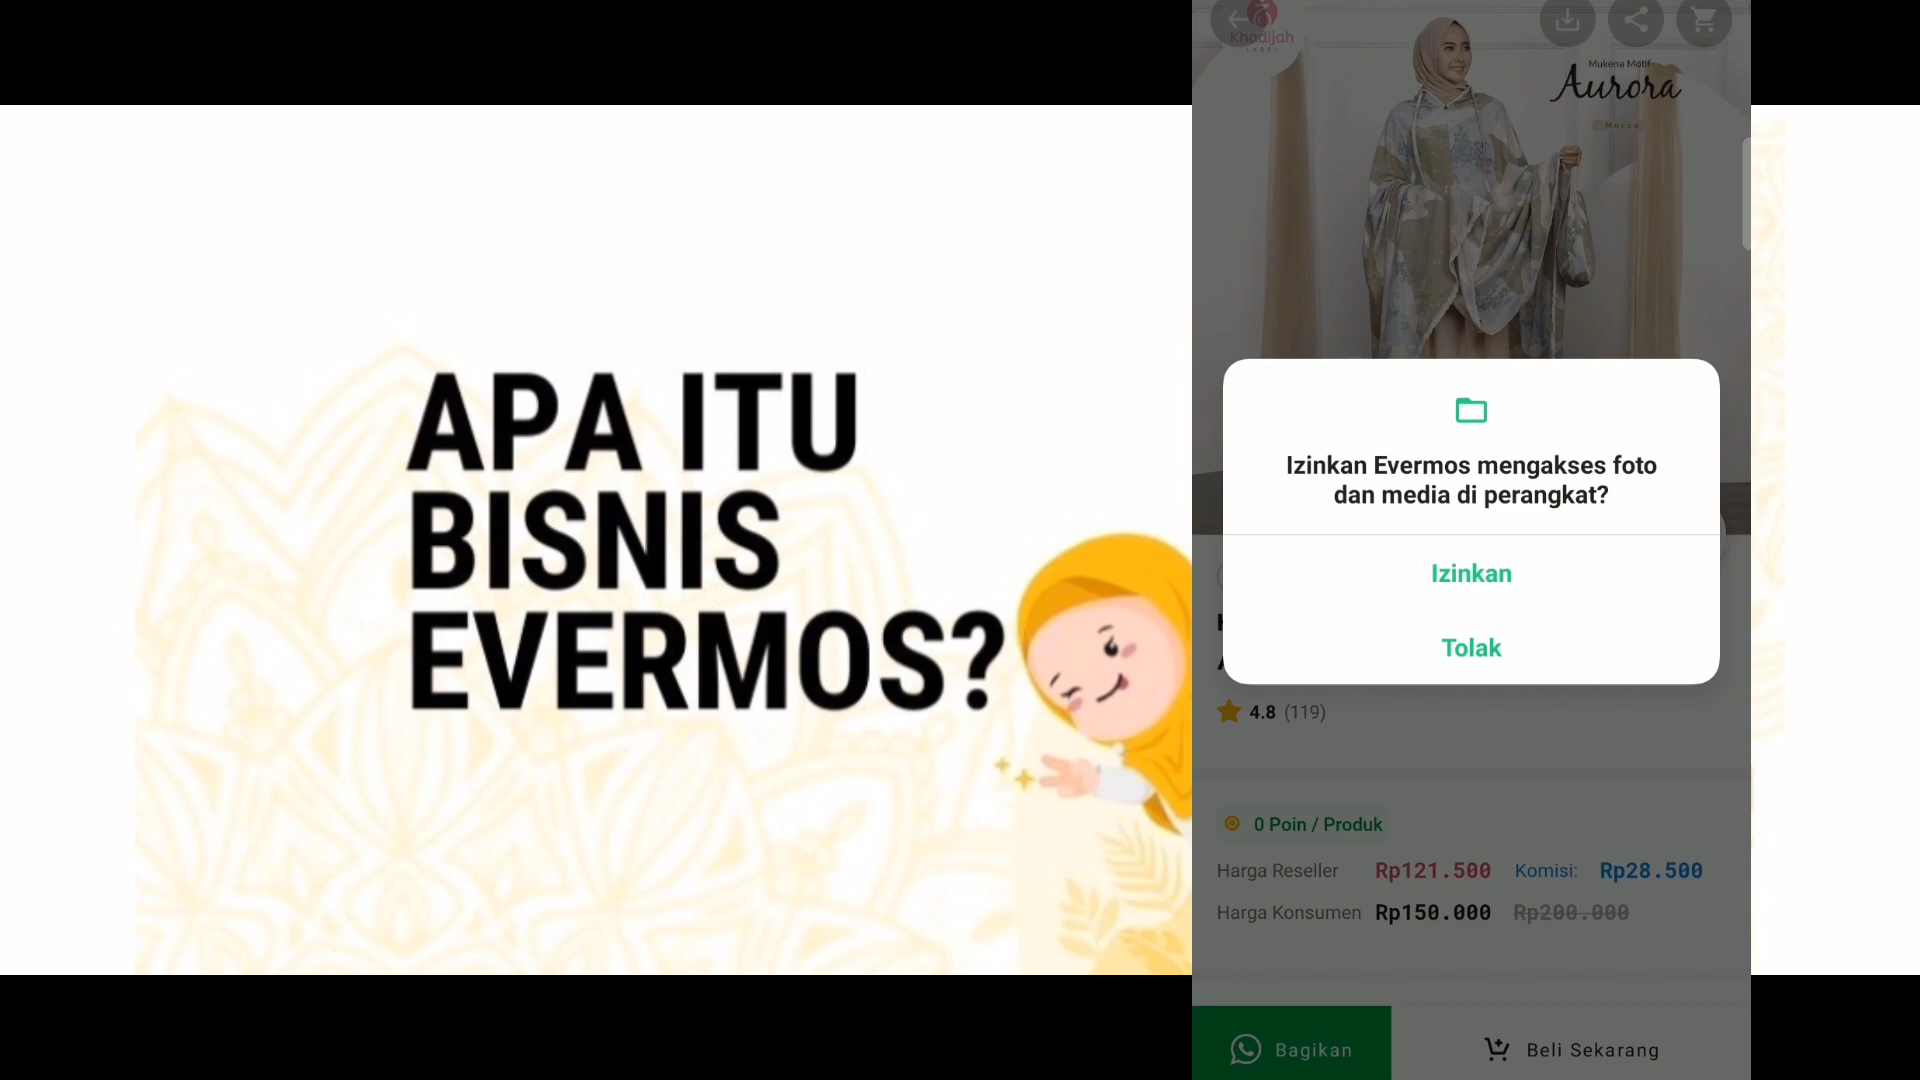 APA ITU
BISNIS
EVERMOS?
Khadijah
LABEL
Mukena Motif
Aurora
Mocca
Izinkan Evermos mengakses foto
dan media di perangkat?
Izinkan
Tolak
4.8 (119)
0 Poin / Produk
Harga Reseller Rp121.500 Komisi: Rp28.500
Harga Konsumen Rp150.000 Rp200.000
Bagikan
Beli Sekarang